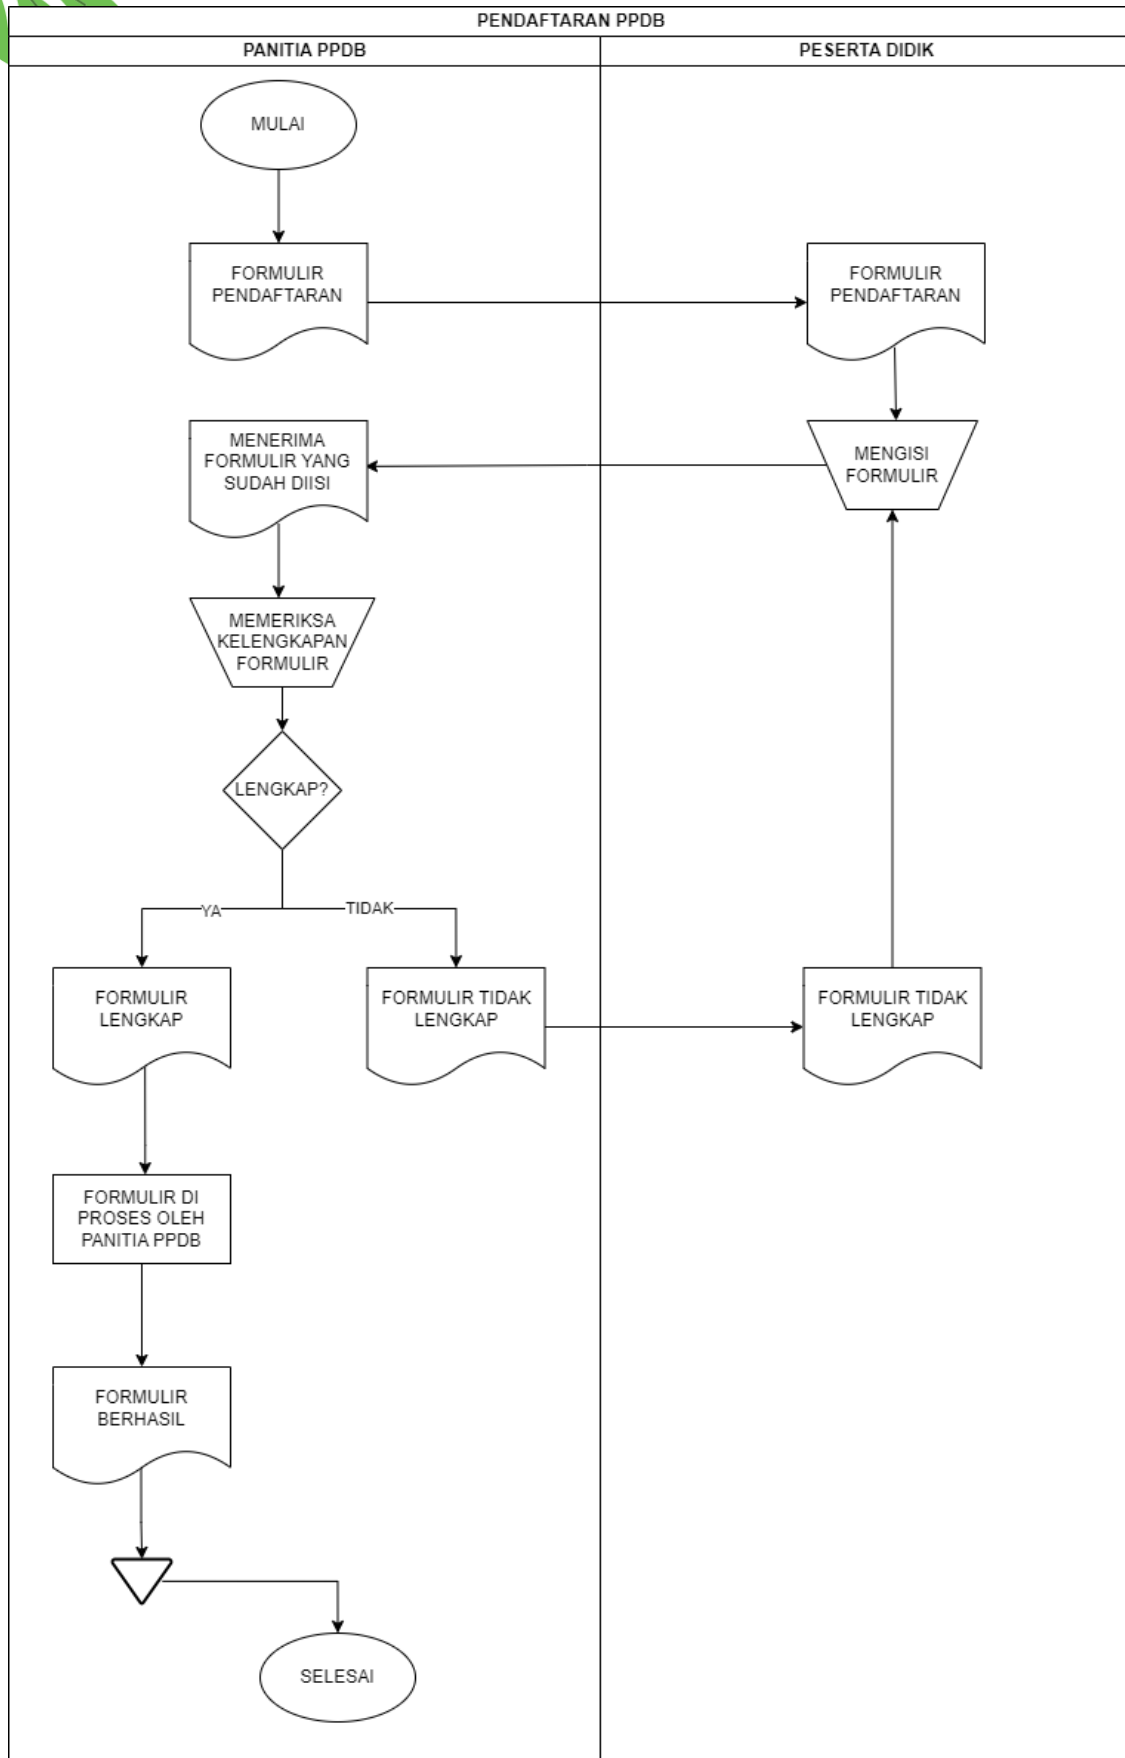 PENDAFTARAN PPDB
PANITIA PPDB
PESERTA DIDIK
MULAI
FORMULIR
PENDAFTARAN
FORMULIR
PENDAFTARAN
MENERIMA
FORMULIR YANG
SUDAH DIISI
MENGISI
FORMULIR
MEMERIKSA
KELENGKAPAN
FORMULIR
LENGKAP?
YA
TIDAK
FORMULIR
LENGKAP
FORMULIR TIDAK
LENGKAP
FORMULIR TIDAK
LENGKAP
FORMULIR DI
PROSES OLEH
PANITIA PPDB
FORMULIR
BERHASIL
SELESAI